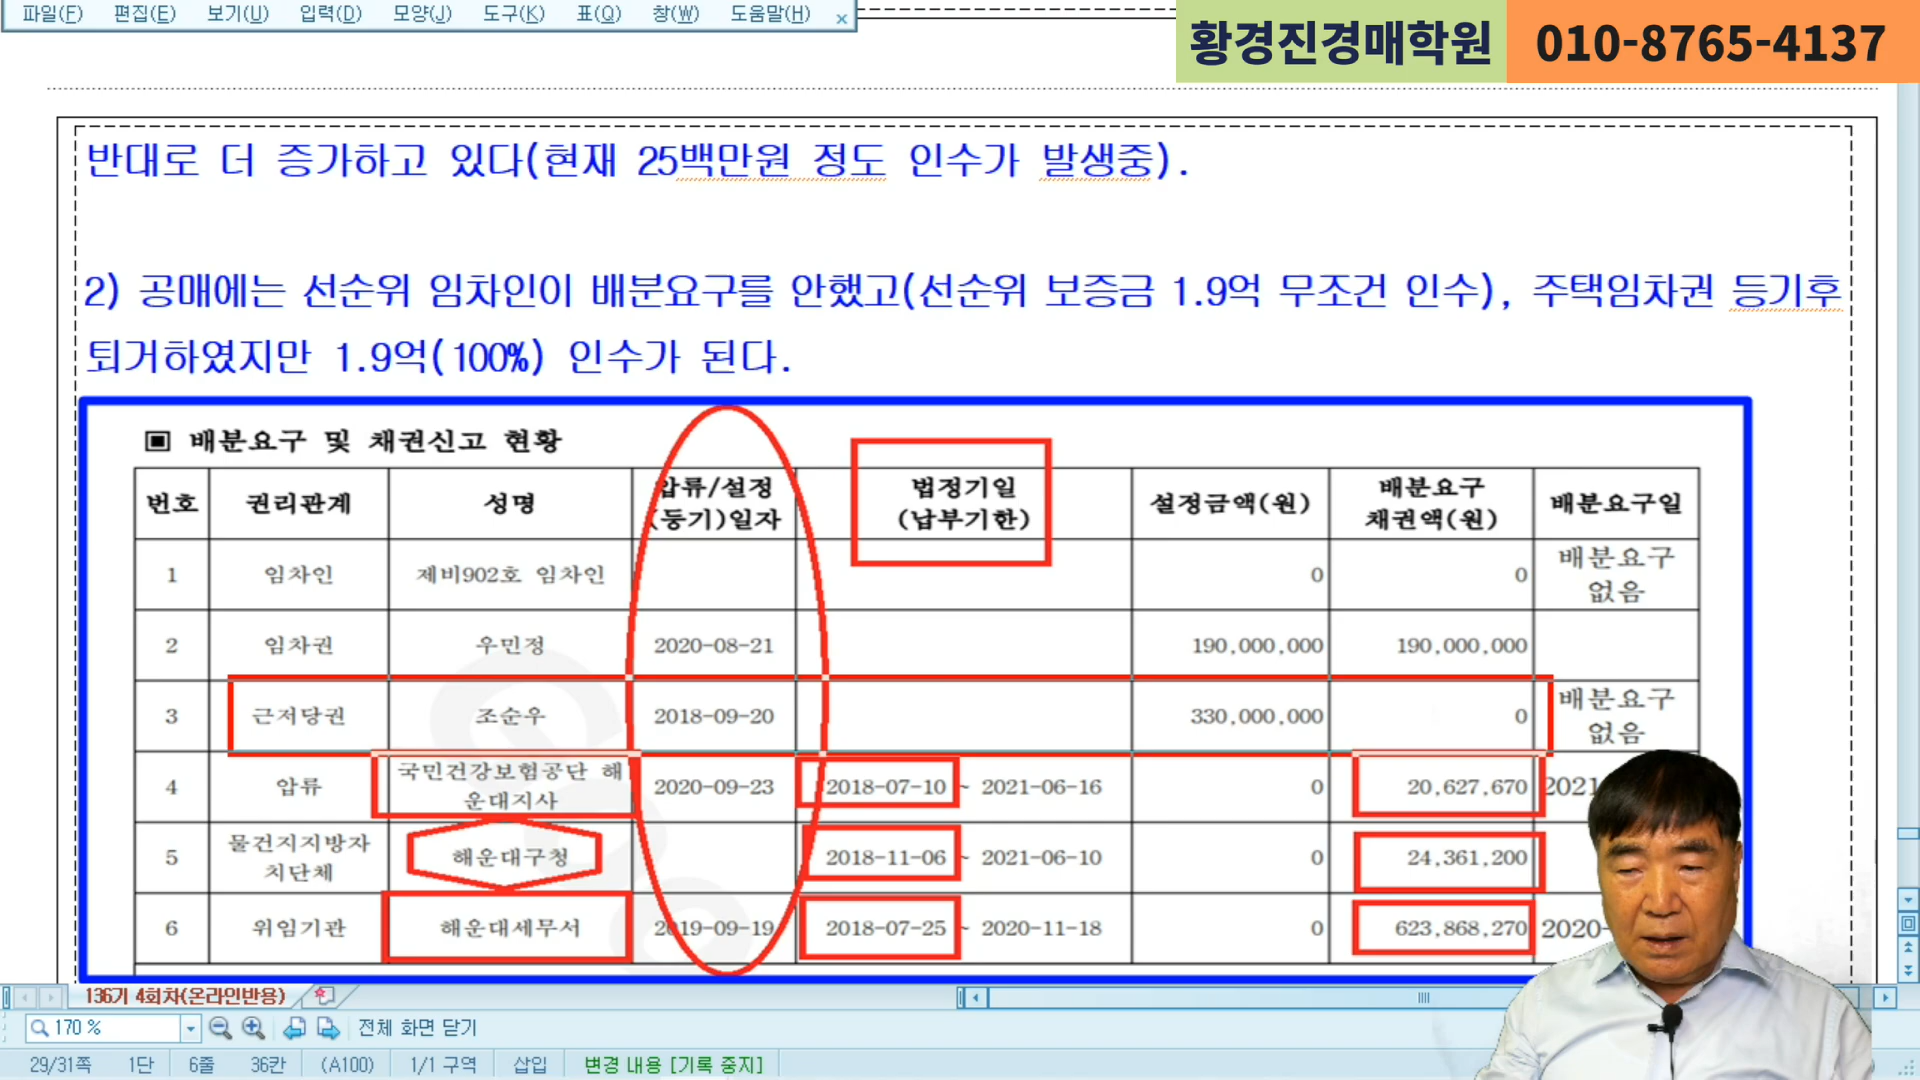 파일(F) 편집(E) 보기(U) 입력(D) 모양(J) 도구(K) 표(Q) 창(W) 도움말(H) x
황경진경매학원 010-8765-4137
반대로 더 증가하고 있다(현재 25백만원 정도 인수가 발생중).
2) 공매에는 선순위 임차인이 배분요구를 안했고(선순위 보증금 1.9억 무조건 인수), 주택임차권 등기후
퇴거하였지만 1.9억(100%) 인수가 된다.
▣ 배분요구 및 채권신고 현황
번호 권리관계 성명 압류/설정 (등기)일자 법정기일 (납부기한) 설정금액(원) 배분요구 채권액(원) 배분요구일
1 임차인 제비902호 임차인 0 0 배분요구 없음
2 임차권 우민정 2020-08-21 190,000,000 190,000,000
3 근저당권 조순우 2018-09-20 330,000,000 0 배분요구 없음
4 압류 국민건강보험공단 해운대지사 2020-09-23 2018-07-10 ~ 2021-06-16 0 20,627,670 2021
5 물건지지방자치단체 해운대구청 2018-11-06 ~ 2021-06-10 0 24,361,200
6 위임기관 해운대세무서 2019-09-19 2018-07-25 ~ 2020-11-18 0 623,868,270 2020-
136기 4회차(온라인반용)
170 % 전체 화면 닫기
29/31쪽 1단 6줄 36칸 (A100) 1/1 구역 삽입 변경 내용 [기록 중지]